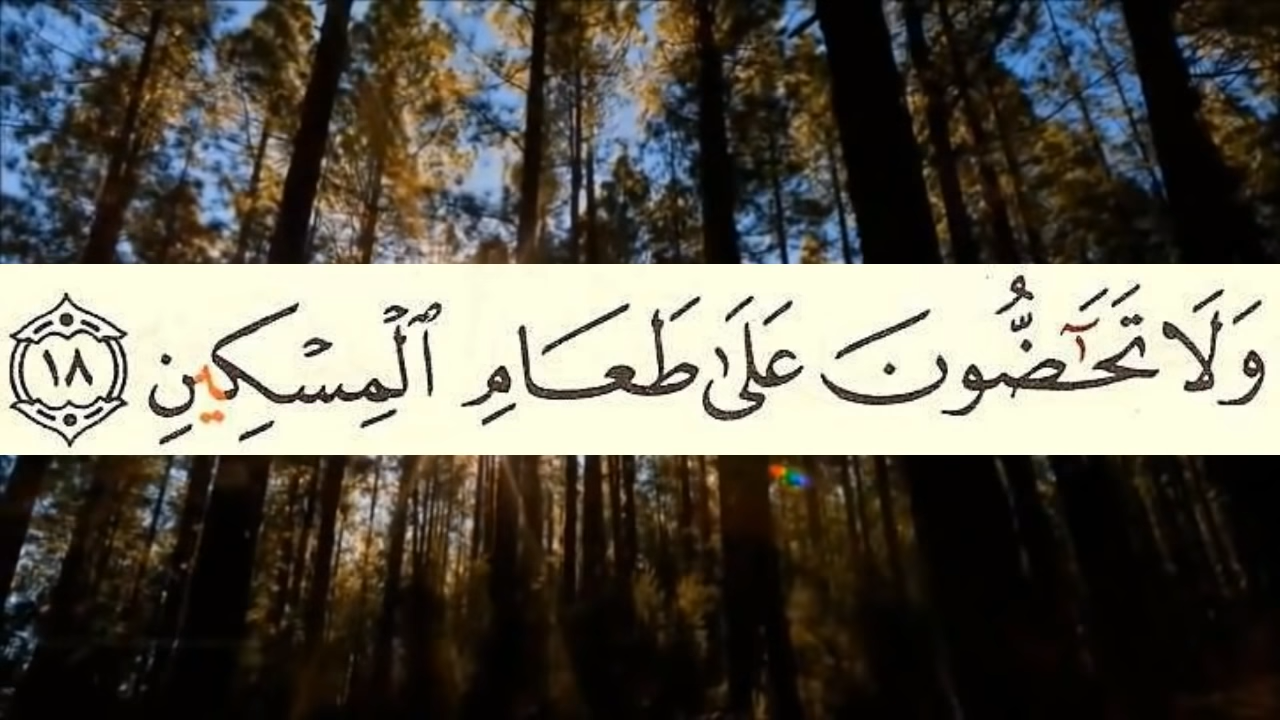 وَلَا تَحَٰٓضُّونَ عَلَىٰ طَعَامِ ٱلْمِسْكِينِ ١٨